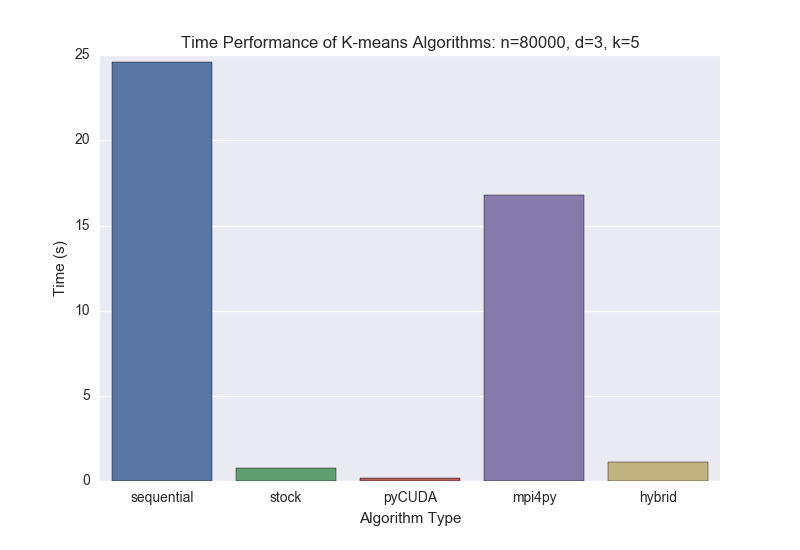 Time Performance of K-means Algorithms: n=80000, d=3, k=5
25
20
15
10
5
0
Time (s)
sequential stock pyCUDA mpi4py hybrid
Algorithm Type